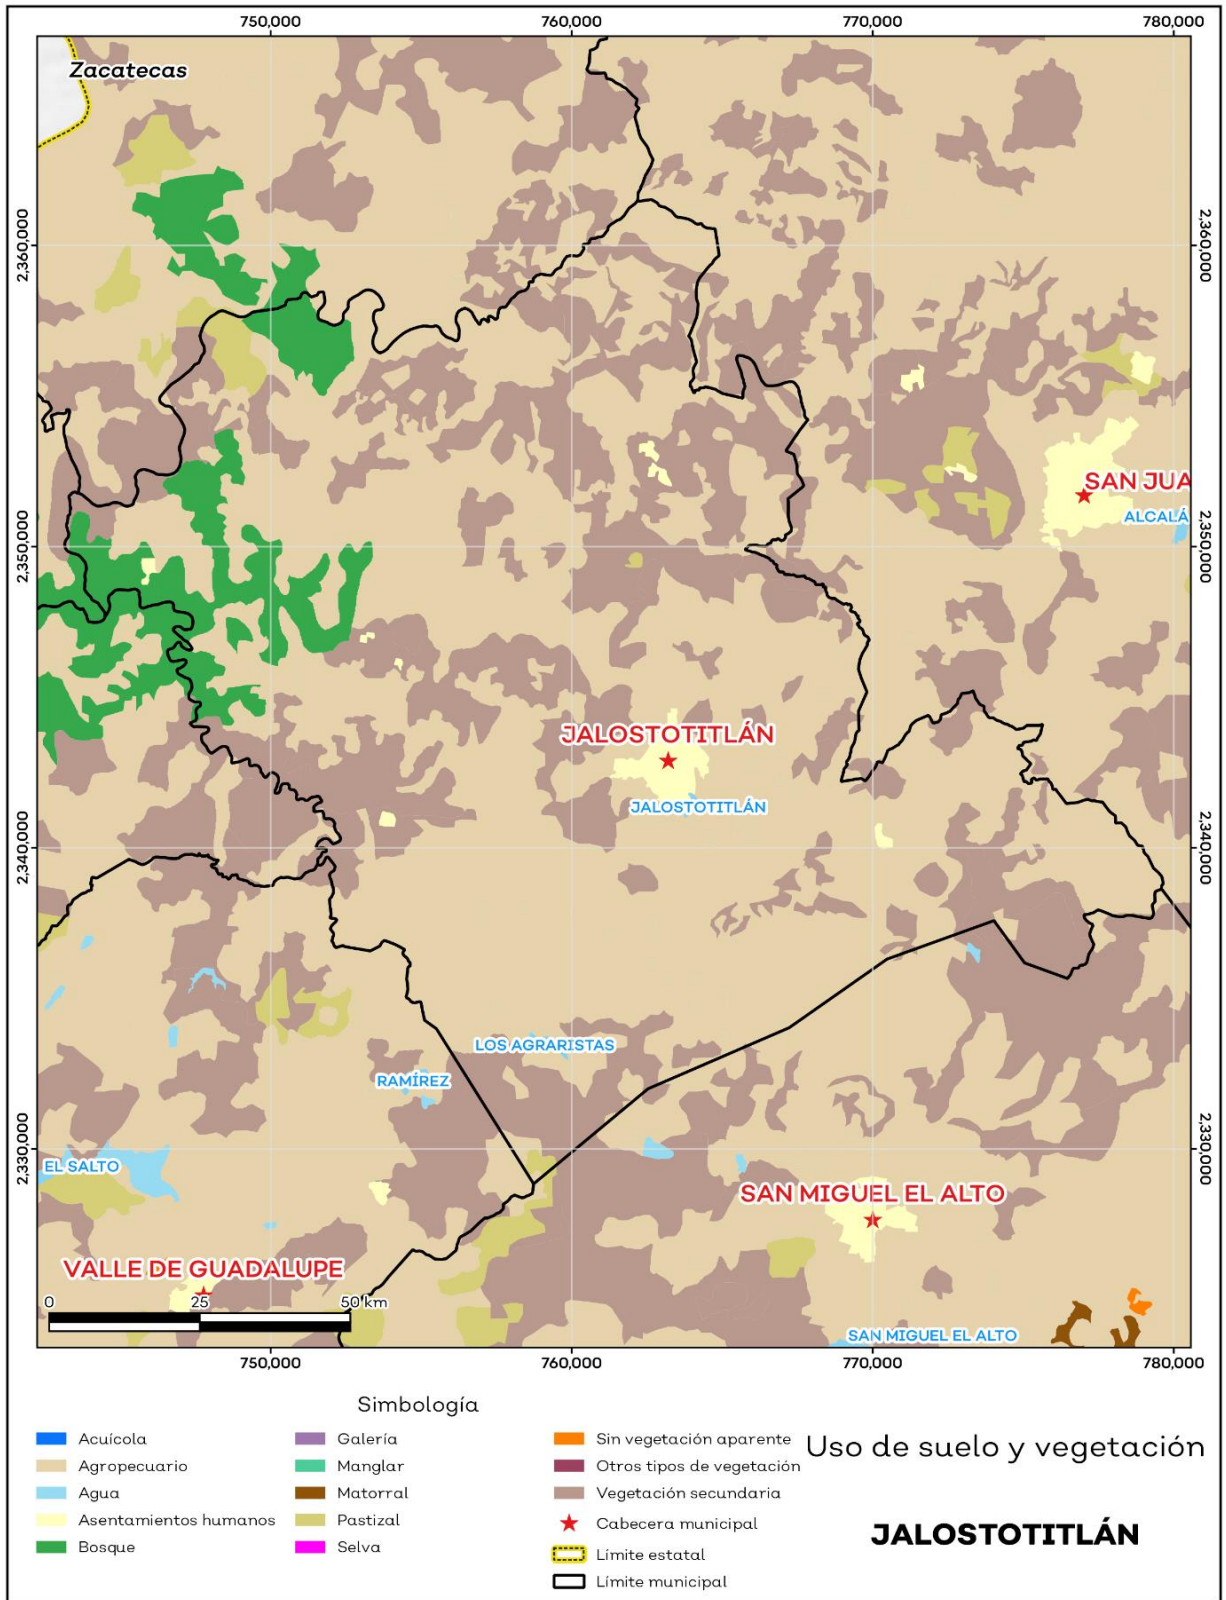 750,000
760,000
770,000
780,000
Zacatecas
2,360,000
2,360,000
SAN JUA
ALCALÁ
2,350,000
2,350,000
JALOSTOTITLÁN
JALOSTOTITLÁN
2,340,000
2,340,000
LOS AGRARISTAS
RAMÍREZ
2,330,000
2,330,000
EL SALTO
SAN MIGUEL EL ALTO
VALLE DE GUADALUPE
0 25 50 km
SAN MIGUEL EL ALTO
750,000
760,000
770,000
780,000
Simbología
Acuícola
Agropecuario
Agua
Asentamientos humanos
Bosque
Galería
Manglar
Matorral
Pastizal
Selva
Sin vegetación aparente
Otros tipos de vegetación
Vegetación secundaria
Cabecera municipal
Límite estatal
Límite municipal
Uso de suelo y vegetación
JALOSTOTITLÁN